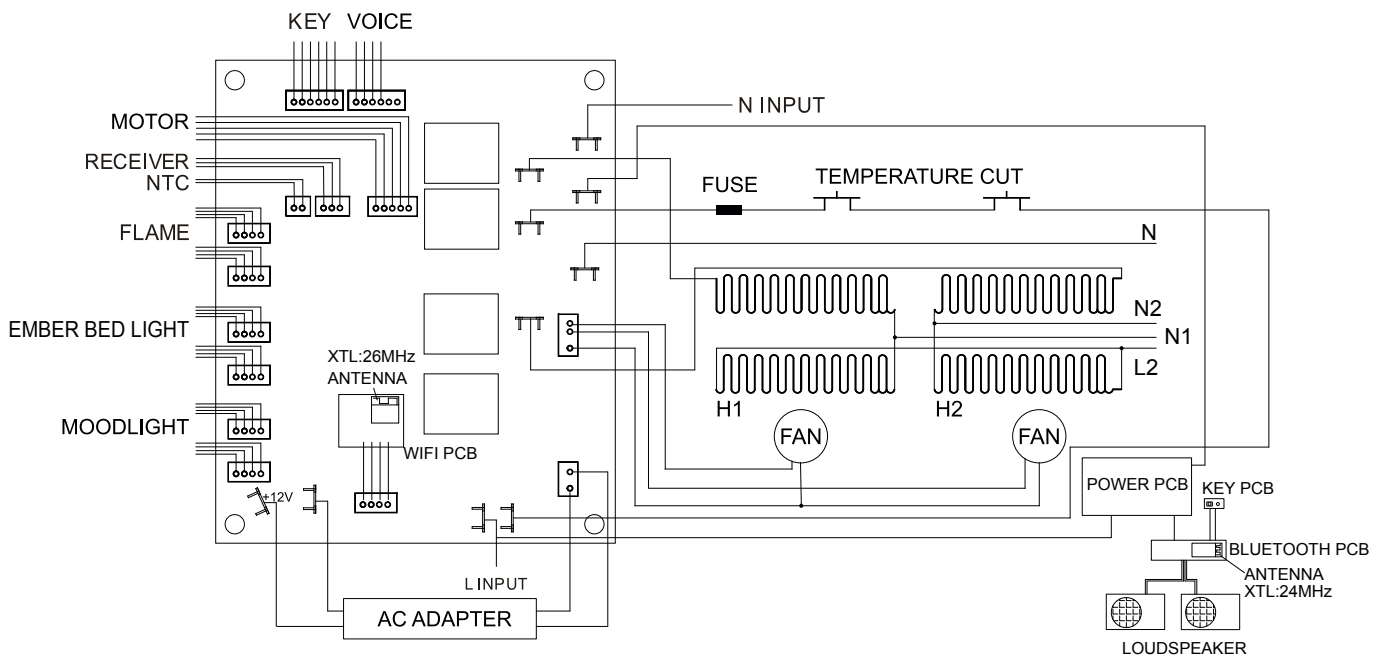 KEY VOICE
N INPUT
MOTOR
RECEIVER
NTC
FUSE
TEMPERATURE CUT
FLAME
N
EMBER BED LIGHT
N2
N1
L2
XTL:26MHz
ANTENNA
H1
H2
MOODLIGHT
FAN
FAN
WIFI PCB
POWER PCB
KEY PCB
+12V
BLUETOOTH PCB
ANTENNA
XTL:24MHz
L INPUT
AC ADAPTER
LOUDSPEAKER